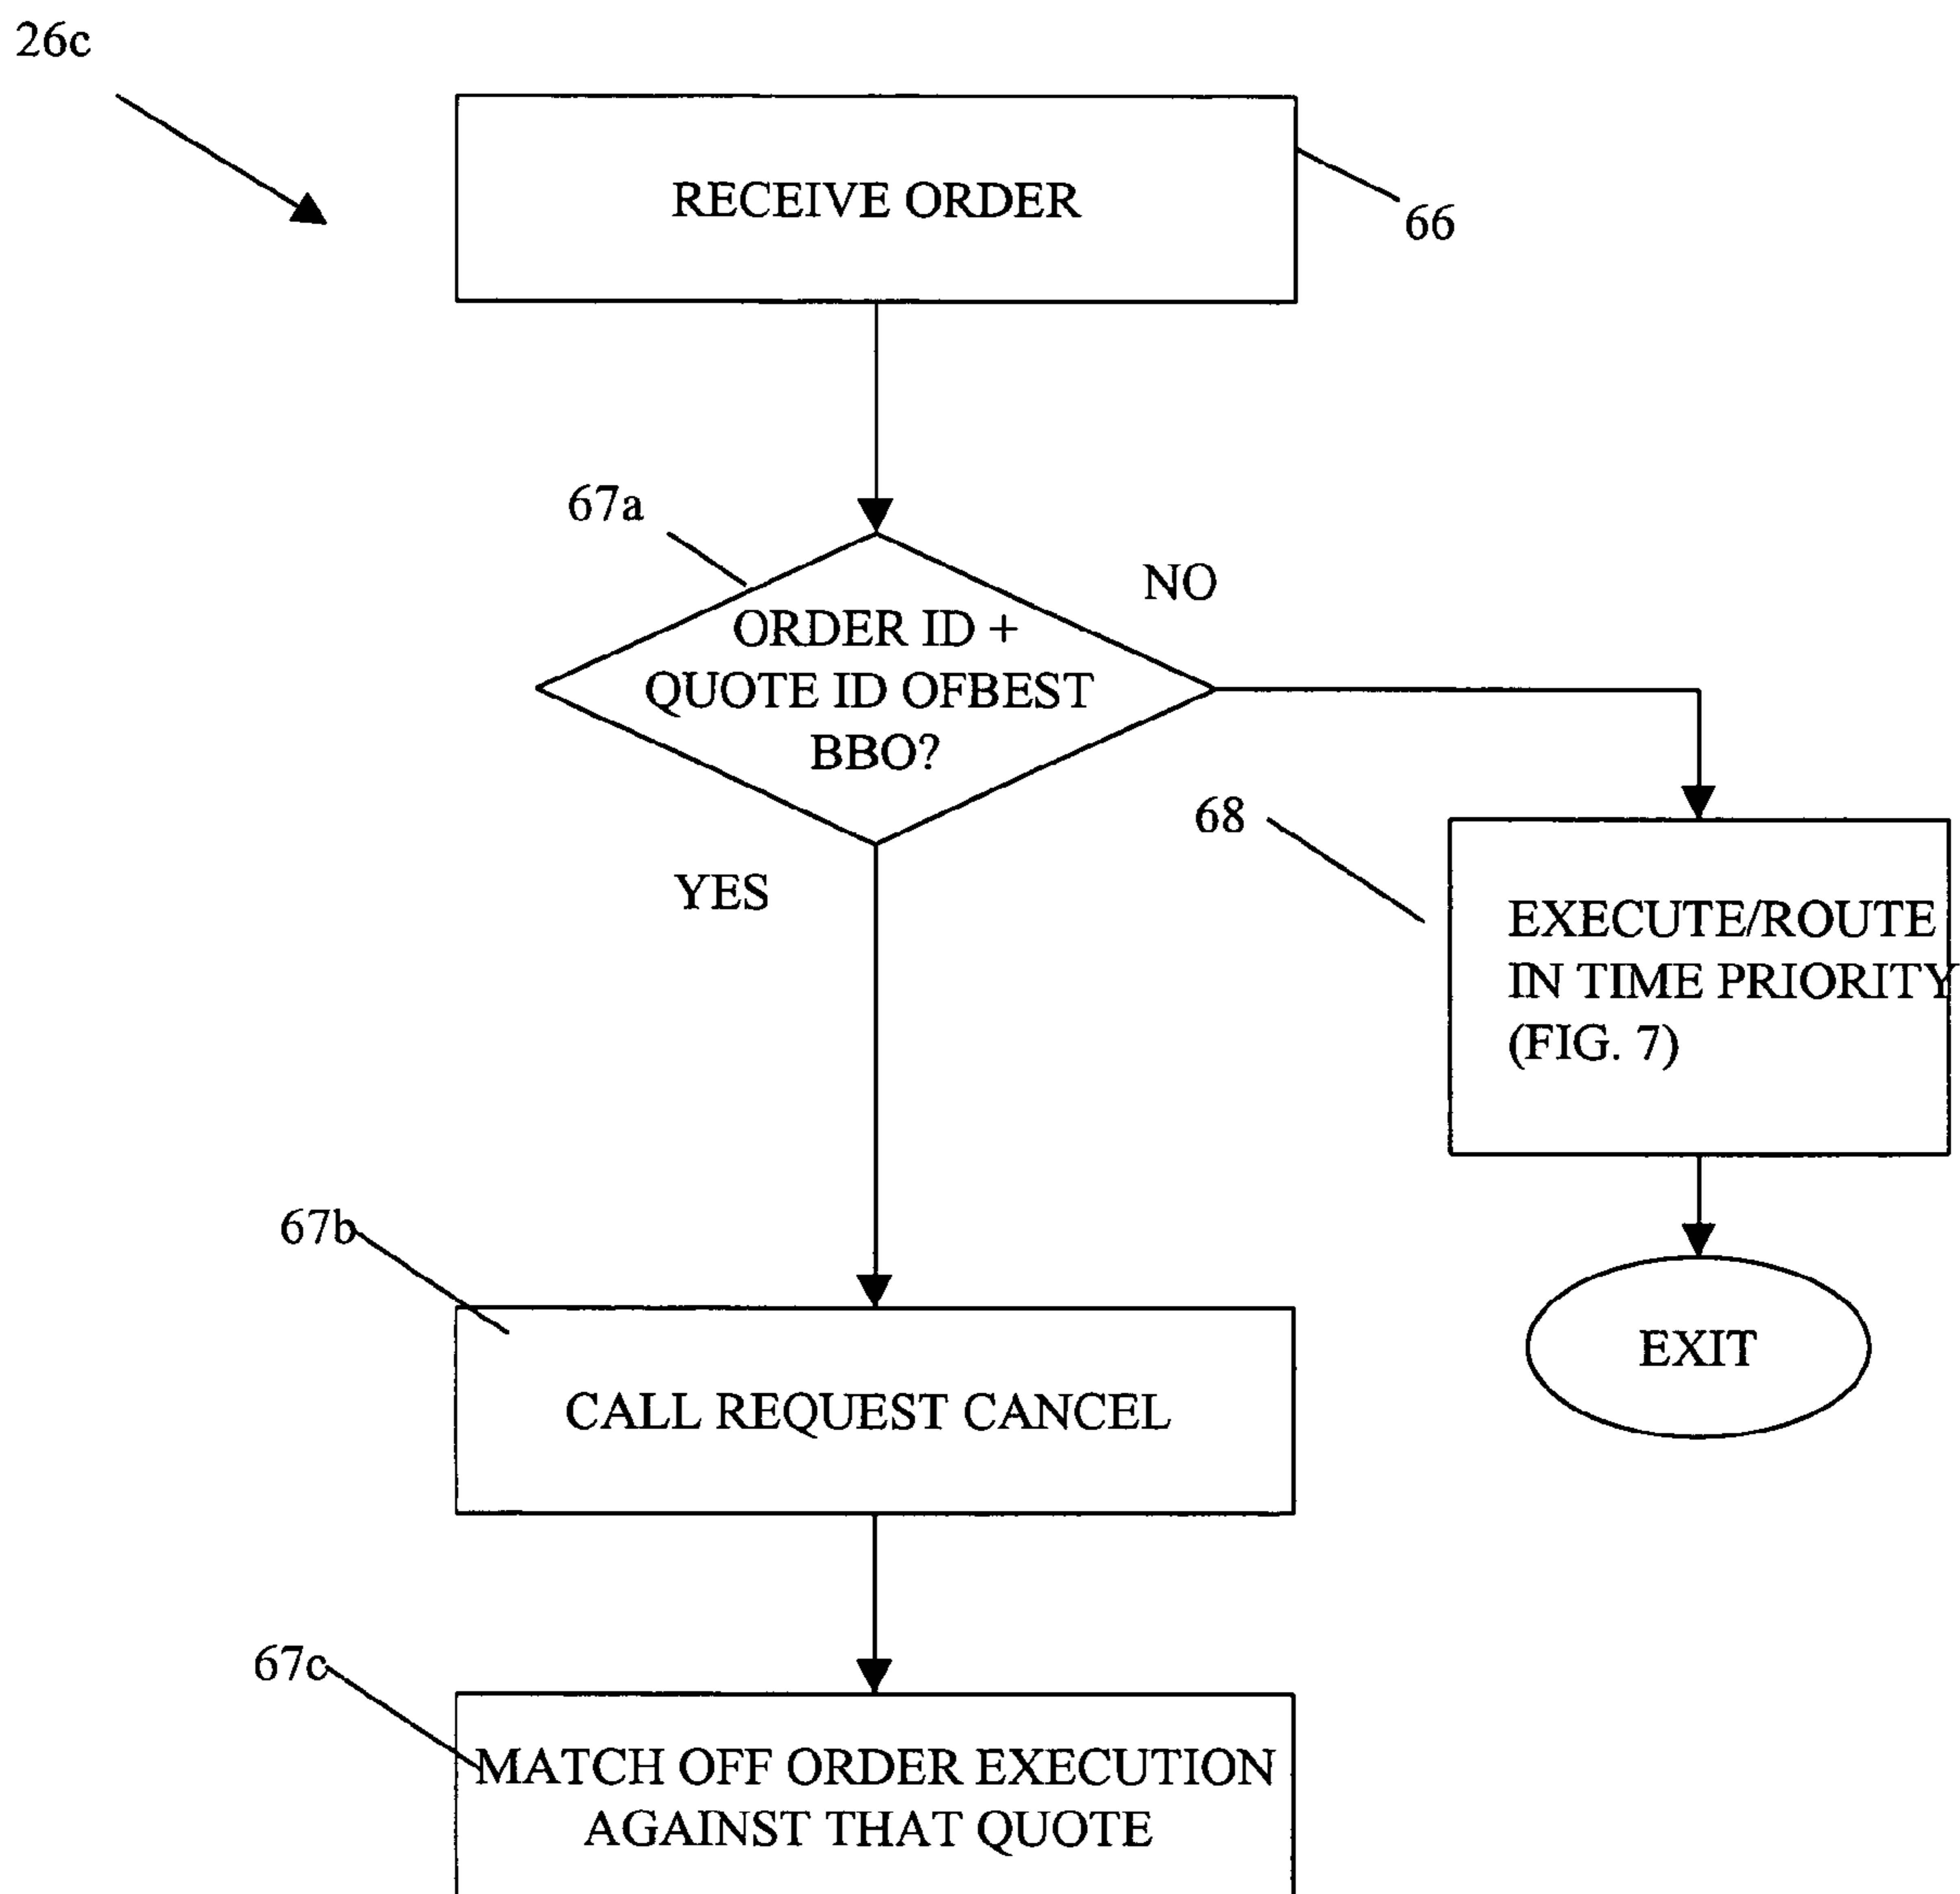 26c
RECEIVE ORDER
66
67a
NO
ORDER ID +
QUOTE ID OFBEST
BBO?
68
YES
EXECUTE/ROUTE
IN TIME PRIORITY
(FIG. 7)
67b
EXIT
CALL REQUEST CANCEL
67c
MATCH OFF ORDER EXECUTION
AGAINST THAT QUOTE